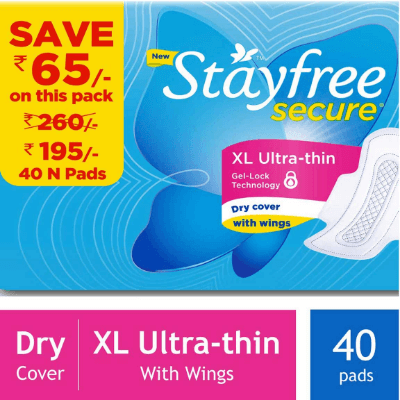 SAVE
₹65/-
on this pack
₹260/-
₹195/-
40 N Pads
New
Stayfree™
secure®
XL Ultra-thin
Gel-Lock
Technology
Dry cover
with wings
Dry
Cover
XL Ultra-thin
With Wings
40
pads